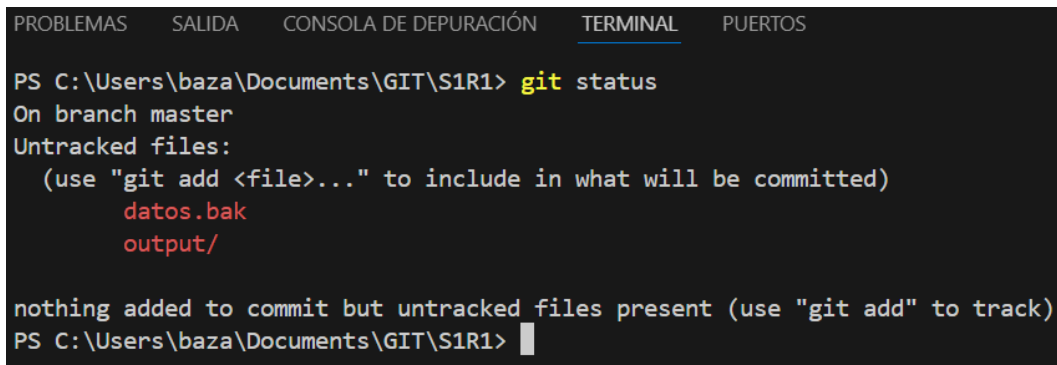 PROBLEMAS SALIDA CONSOLA DE DEPURACIÓN TERMINAL PUERTOS
PS C:\Users\baza\Documents\GIT\S1R1> git status
On branch master
Untracked files:
  (use "git add <file>..." to include in what will be committed)
        datos.bak
        output/
nothing added to commit but untracked files present (use "git add" to track)
PS C:\Users\baza\Documents\GIT\S1R1>